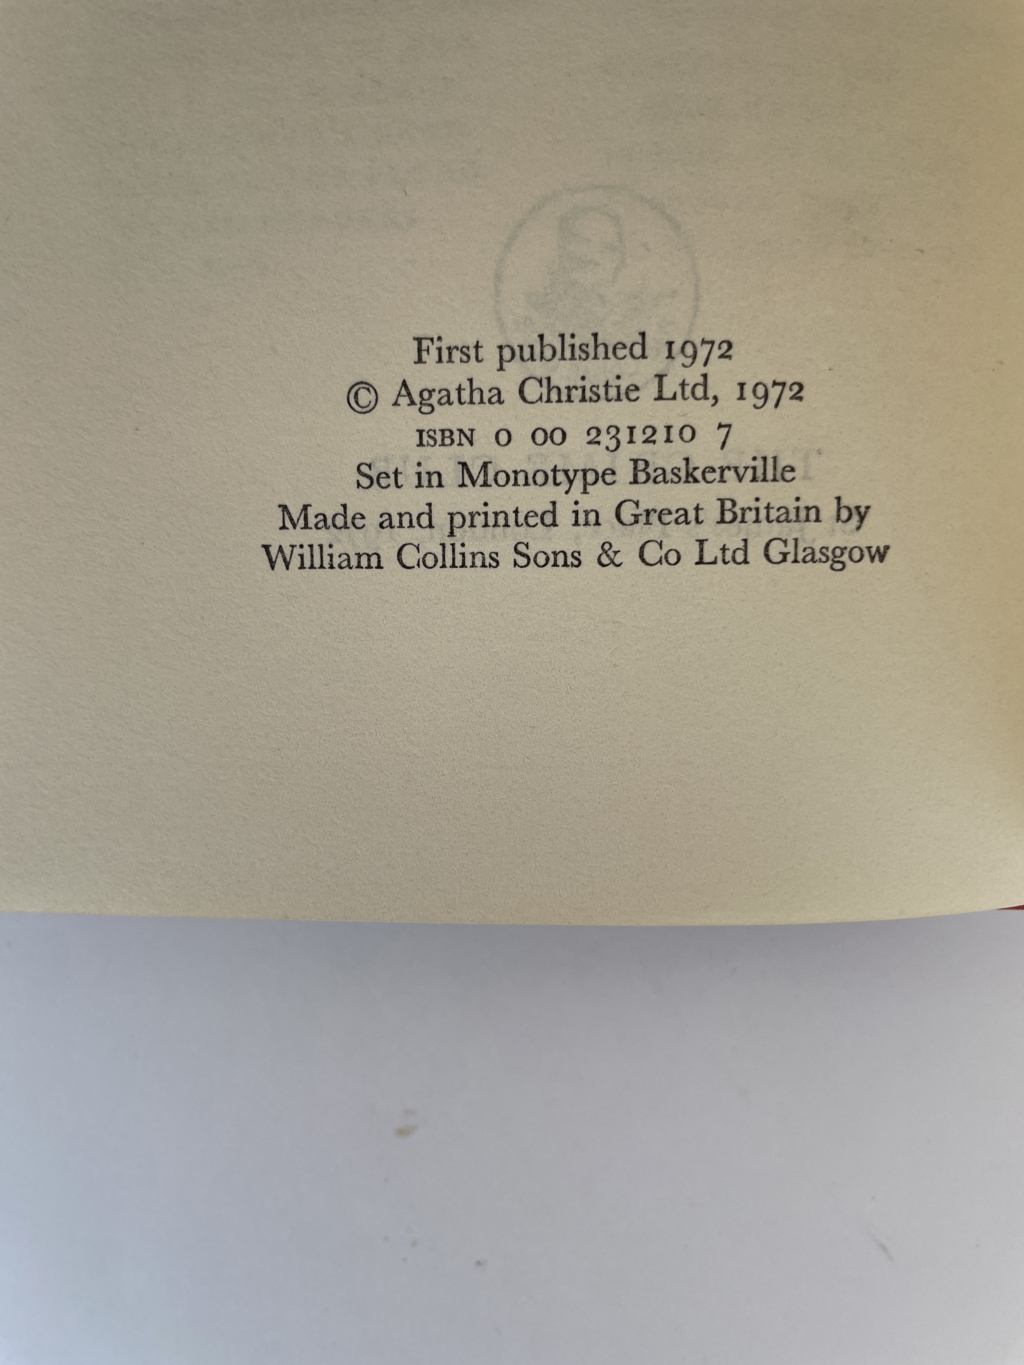 First published 1972
© Agatha Christie Ltd, 1972
ISBN 0 00 231210 7
Set in Monotype Baskerville
Made and printed in Great Britain by
William Collins Sons & Co Ltd Glasgow